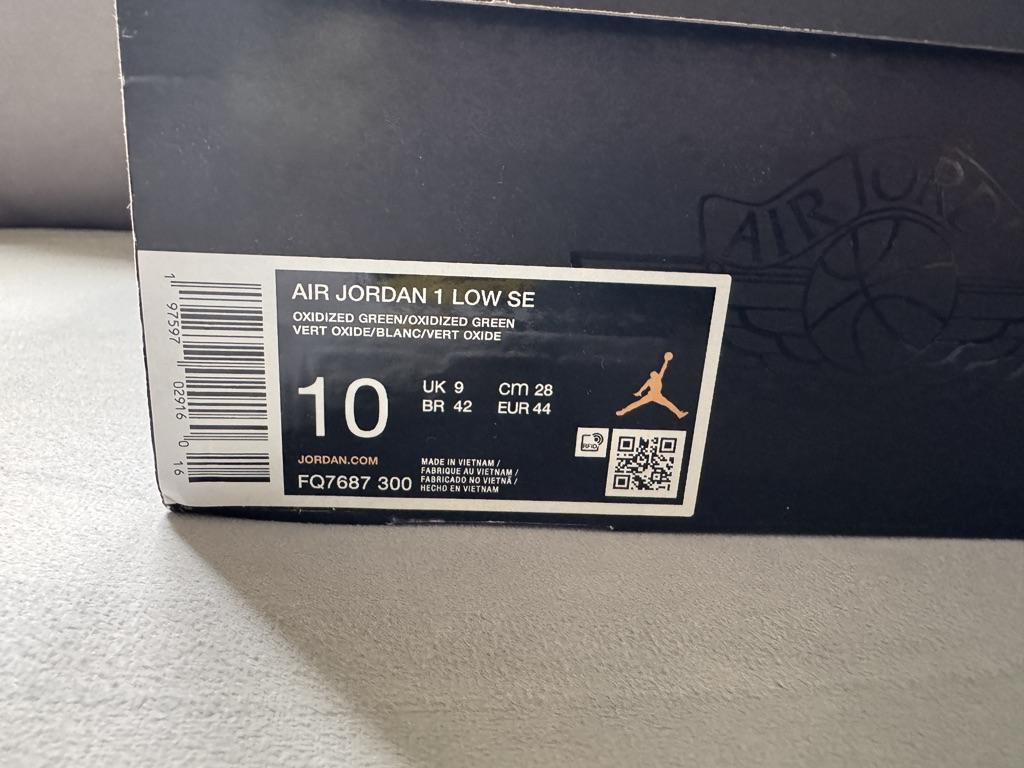 AIR JORDAN
AIR JORDAN 1 LOW SE
OXIDIZED GREEN/OXIDIZED GREEN
VERT OXIDE/BLANC/VERT OXIDE
10
UK 9 cm 28
BR 42 EUR 44
JORDAN.COM
FQ7687 300
MADE IN VIETNAM /
FABRIQUE AU VIETNAM /
FABRICADO NO VIETNÃ /
HECHO EN VIETNAM
RFID
1 97597 02916 0 16